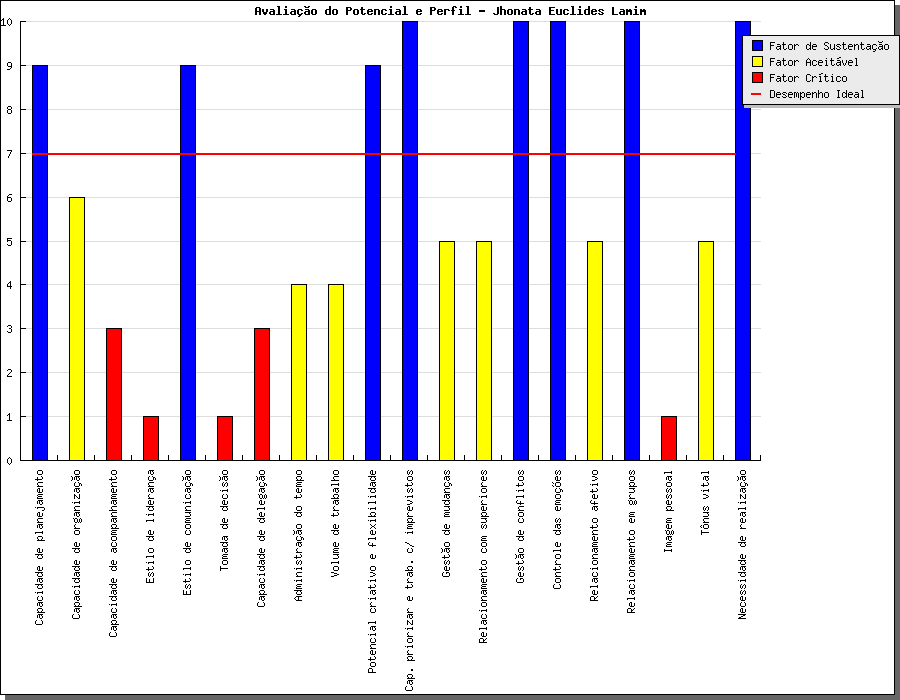 Avaliação do Potencial e Perfil - Jhonata Euclides Lamim
10
9
8
7
6
5
4
3
2
1
0
Fator de Sustentação
Fator Aceitável
Fator Crítico
Desempenho Ideal
Capacidade de planejamento
Capacidade de organização
Capacidade de acompanhamento
Estilo de liderança
Estilo de comunicação
Tomada de decisão
Capacidade de delegação
Administração do tempo
Volume de trabalho
Potencial criativo e flexibilidade
Cap. priorizar e trab. c/ imprevistos
Gestão de mudanças
Relacionamento com superiores
Gestão de conflitos
Controle das emoções
Relacionamento afetivo
Relacionamento em grupos
Imagem pessoal
Tônus vital
Necessidade de realização